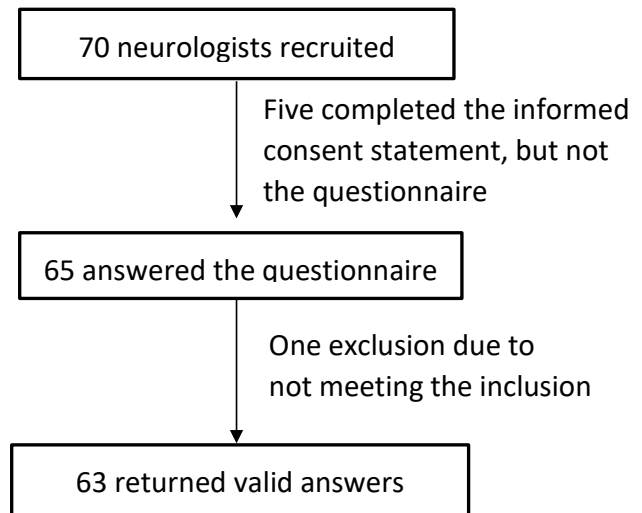 70 neurologists recruited
Five completed the informed
consent statement, but not
the questionnaire
65 answered the questionnaire
One exclusion due to
not meeting the inclusion
63 returned valid answers